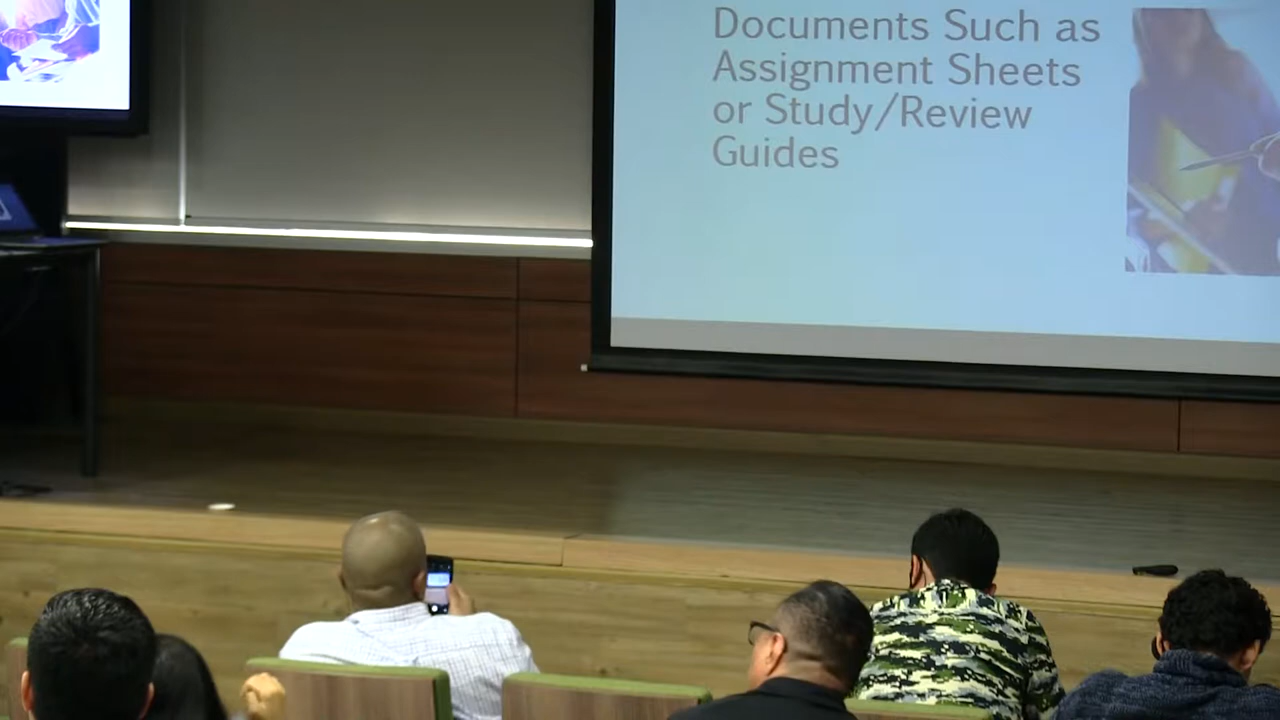 Documents Such as
Assignment Sheets
or Study/Review
Guides